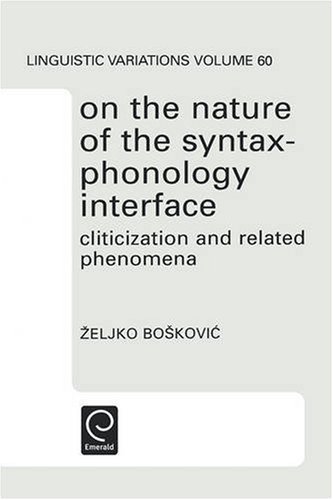 LINGUISTIC VARIATIONS VOLUME 60
on the nature
of the syntax-
phonology
interface
cliticization and related
phenomena
ŽELJKO BOŠKOVIĆ
Emerald